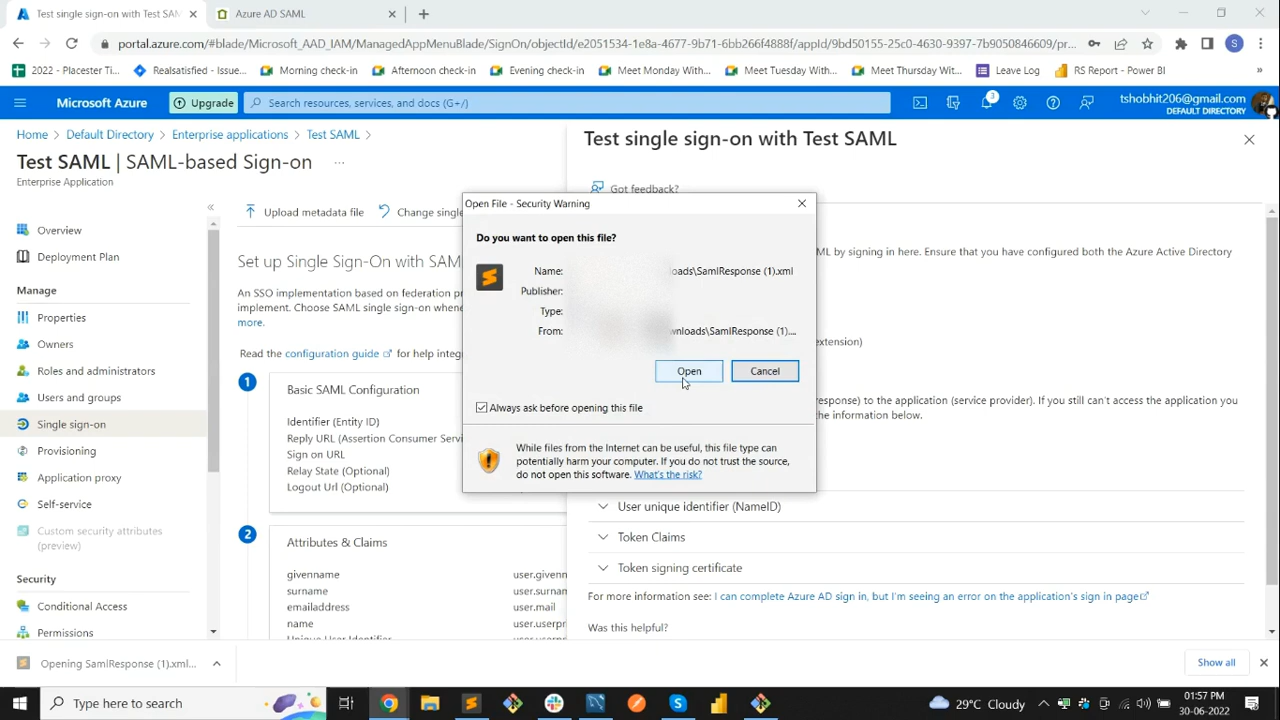 Test single sign-on with Test SAM
Azure AD SAML
portal.azure.com/#blade/Microsoft_AAD_IAM/ManagedAppMenuBlade/SignOn/objectId/e2051534-1e8a-4677-9b71-6bb266f4888f/appId/9bd50155-25c0-4630-9397-7b9050846609/pr...
S
2022 - Placester Ti...
Realsatisfied - Issue...
Morning check-in
Afternoon check-in
Evening check-in
Meet Monday With...
Meet Tuesday With...
Meet Thursday Wit...
Leave Log
RS Report - Power BI
»
Microsoft Azure
Upgrade
Search resources, services, and docs (G+/)
3
tshobhit206@gmail.com
DEFAULT DIRECTORY
Home > Default Directory > Enterprise applications > Test SAML >
Test SAML | SAML-based Sign-on ...
Enterprise Application
Test single sign-on with Test SAML
Got feedback?
«
Upload metadata file
Change single
Overview
Deployment Plan
Manage
Properties
Owners
Roles and administrators
Users and groups
Single sign-on
Provisioning
Application proxy
Self-service
Custom security attributes
(preview)
Security
Conditional Access
Permissions
Set up Single Sign-On with SAM
An SSO implementation based on federation pr
implement. Choose SAML single sign-on whene
more.
Read the configuration guide for help integ
1
Basic SAML Configuration
Identifier (Entity ID)
Reply URL (Assertion Consumer Servi
Sign on URL
Relay State (Optional)
Logout Url (Optional)
2
Attributes & Claims
givenname user.givenn
surname user.surnam
emailaddress user.mail
name user.userpr
Unique User Identifier user.userpr
Open File - Security Warning
Do you want to open this file?
Name: loads\SamlResponse (1).xml
Publisher:
Type:
From: wnloads\SamlResponse (1)....
Open
Cancel
Always ask before opening this file
While files from the Internet can be useful, this file type can
potentially harm your computer. If you do not trust the source,
do not open this software. What's the risk?
ML by signing in here. Ensure that you have configured both the Azure Active Directory
extension)
esponse) to the application (service provider). If you still can't access the application you
the information below.
User unique identifier (NameID)
Token Claims
Token signing certificate
For more information see: I can complete Azure AD sign in, but I'm seeing an error on the application's sign in page
Was this helpful?
Opening SamlResponse (1).xml...
Show all
Type here to search
29°C Cloudy
01:57 PM
30-06-2022